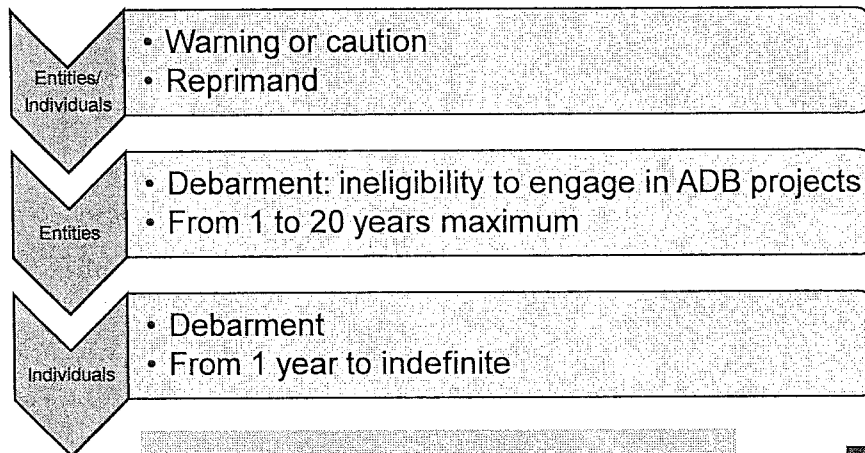 Entities/
Individuals
• Warning or caution
• Reprimand
Entities
• Debarment: ineligibility to engage in ADB projects
• From 1 to 20 years maximum
Individuals
• Debarment
• From 1 year to indefinite